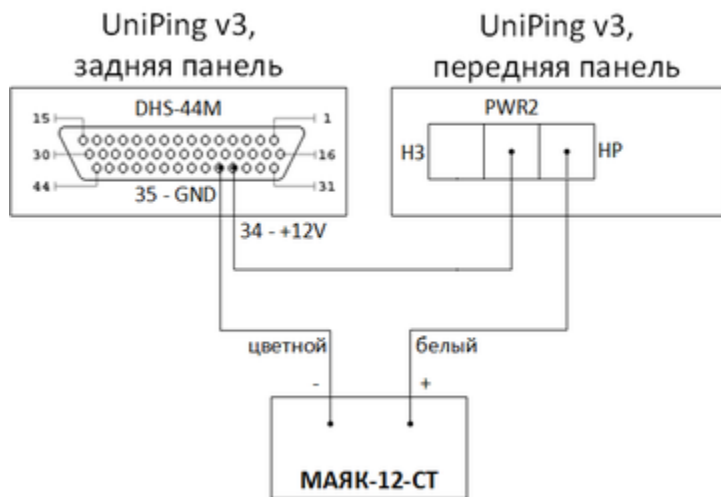 UniPing v3,
задняя панель
UniPing v3,
передняя панель
DHS-44M
15
1
30
16
44
31
35 - GND
34 - +12V
PWR2
НЗ
НР
цветной
белый
-
+
МАЯК-12-СТ